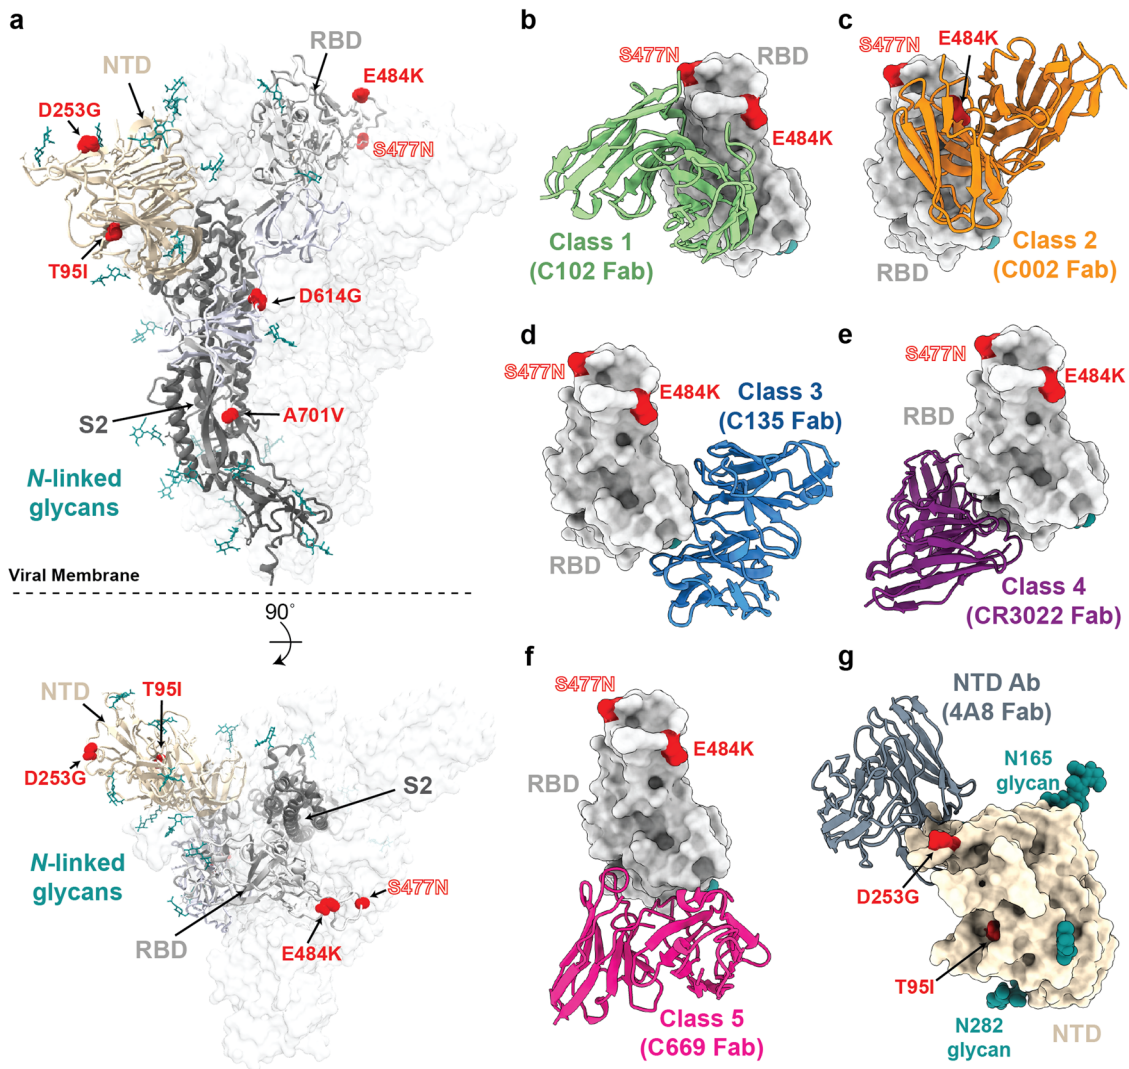 a
RBD
NTD
E484K
D253G
S477N
T95I
D614G
S2
A701V
N-linked
glycans
Viral Membrane
90°
NTD
T95I
D253G
S2
N-linked
glycans
S477N
RBD
E484K
b
S477N
RBD
E484K
Class 1
(C102 Fab)
c
E484K
S477N
Class 2
(C002 Fab)
RBD
d
S477N
E484K
Class 3
(C135 Fab)
RBD
e
S477N
E484K
RBD
Class 4
(CR3022 Fab)
f
S477N
E484K
RBD
Class 5
(C669 Fab)
g
NTD Ab
(4A8 Fab)
N165
glycan
D253G
T95I
N282
glycan
NTD